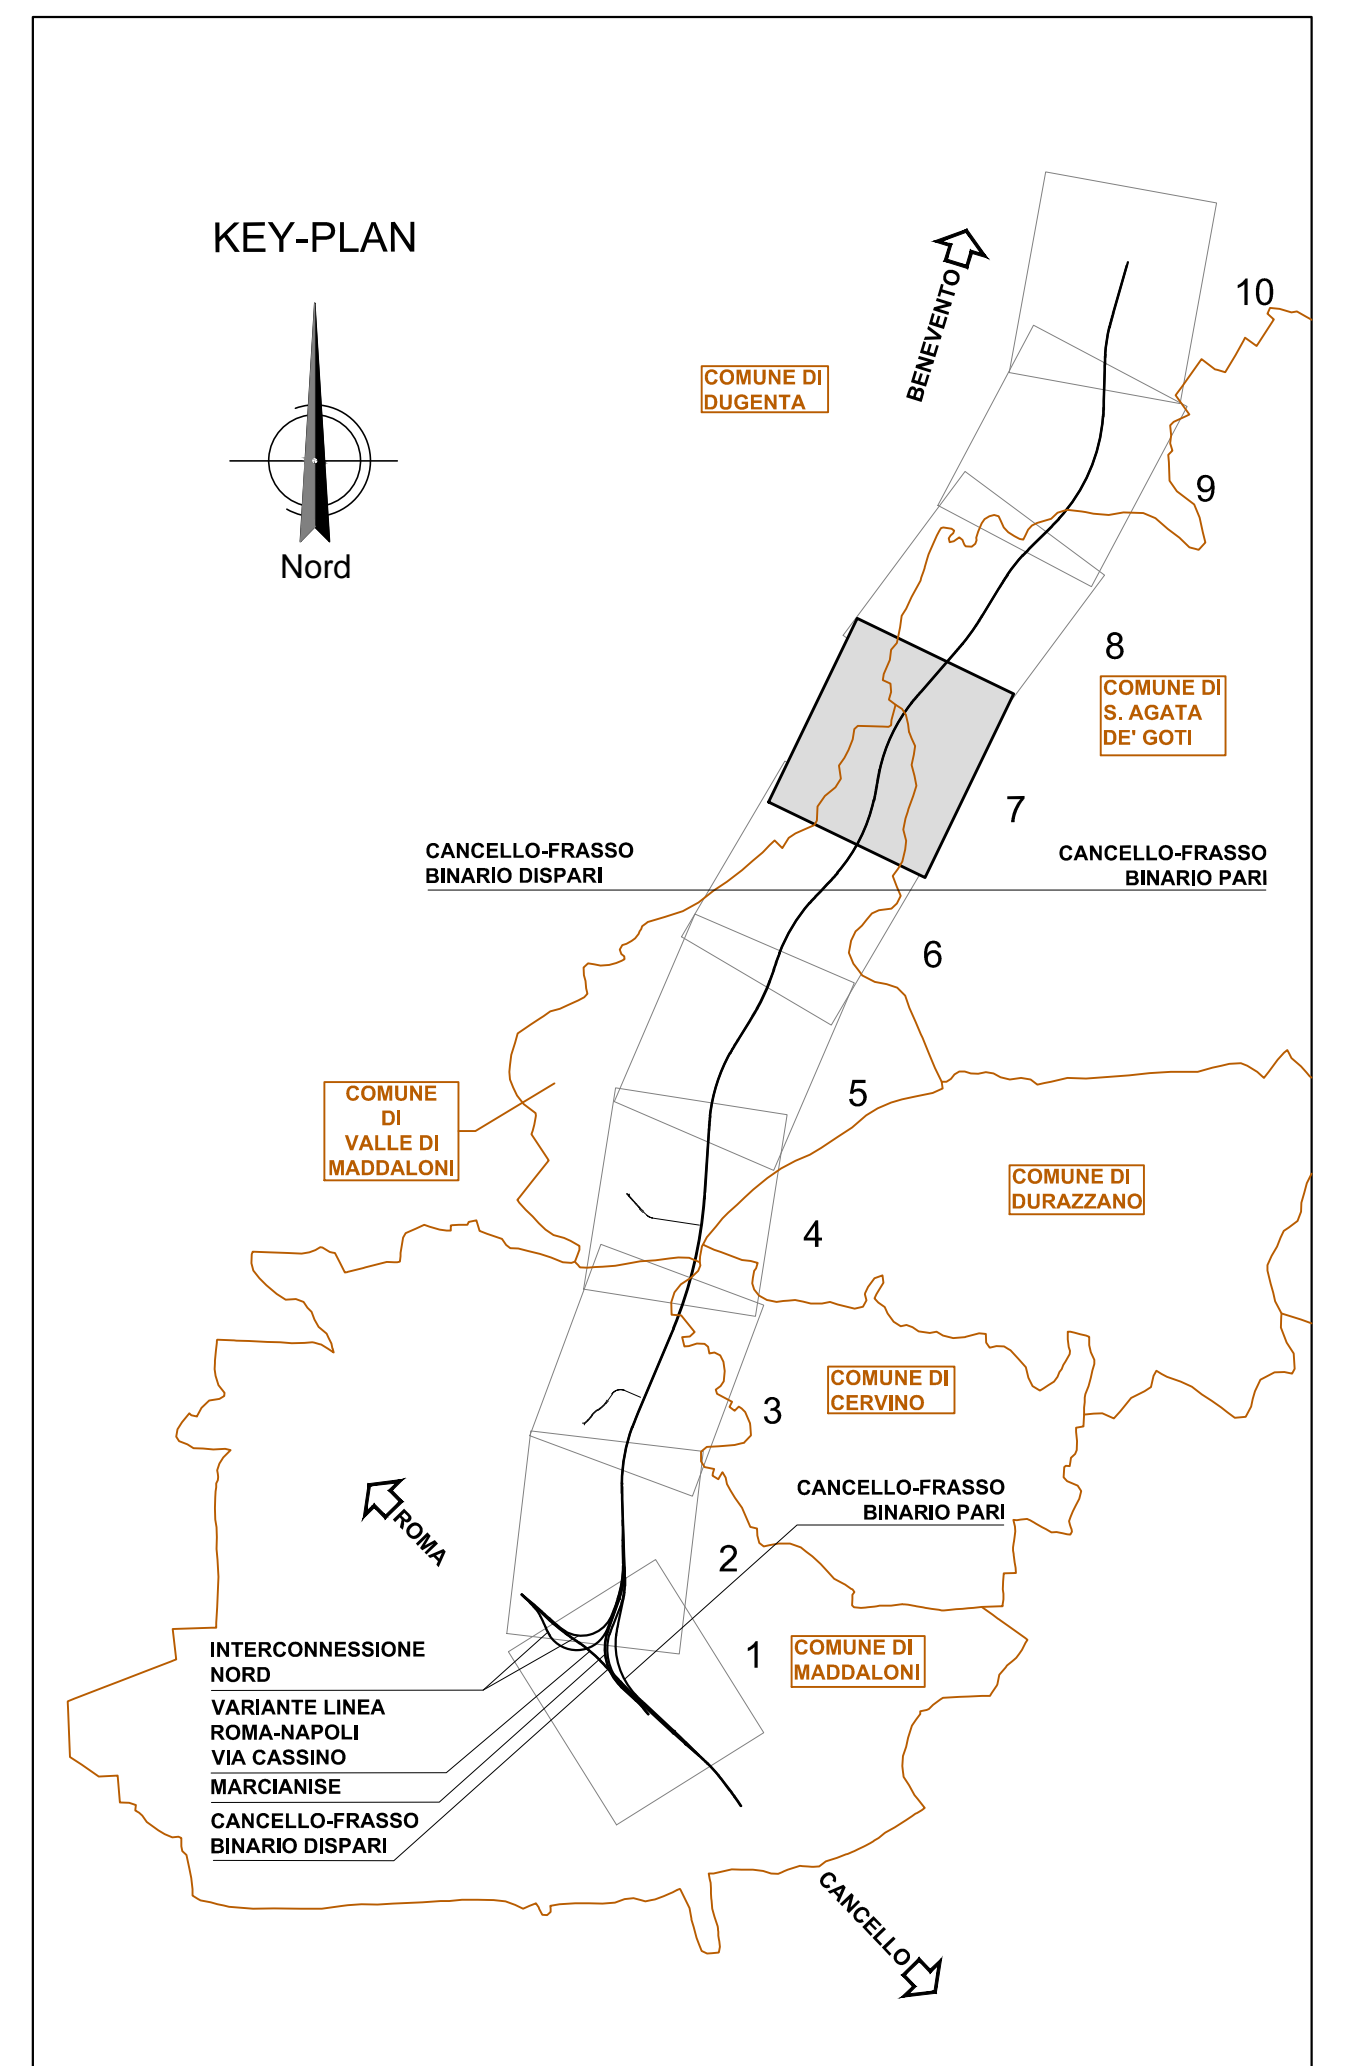 KEY-PLAN
Nord
BENEVENTO
10
COMUNE DI
DUGENTA
9
8
COMUNE DI
S. AGATA
DE' GOTI
7
CANCELLO-FRASSO
BINARIO DISPARI
CANCELLO-FRASSO
BINARIO PARI
6
5
COMUNE
DI
VALLE DI
MADDALONI
COMUNE DI
DURAZZANO
4
COMUNE DI
CERVINO
3
CANCELLO-FRASSO
BINARIO PARI
ROMA
2
1
COMUNE DI
MADDALONI
INTERCONNESSIONE
NORD
VARIANTE LINEA
ROMA-NAPOLI
VIA CASSINO
MARCIANISE
CANCELLO-FRASSO
BINARIO DISPARI
CANCELLO